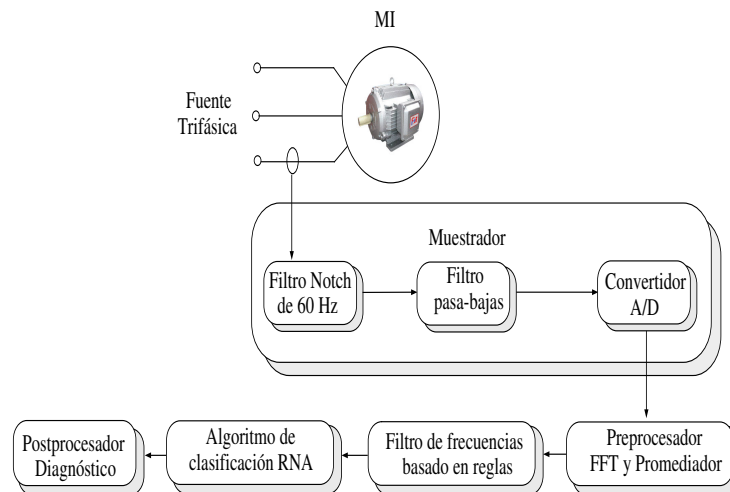 MI
Fuente
Trifásica
Muestrador
Filtro Notch
de 60 Hz
Filtro
pasa-bajas
Convertidor
A/D
Postprocesador
Diagnóstico
Algoritmo de
clasificación RNA
Filtro de frecuencias
basado en reglas
Preprocesador
FFT y Promediador